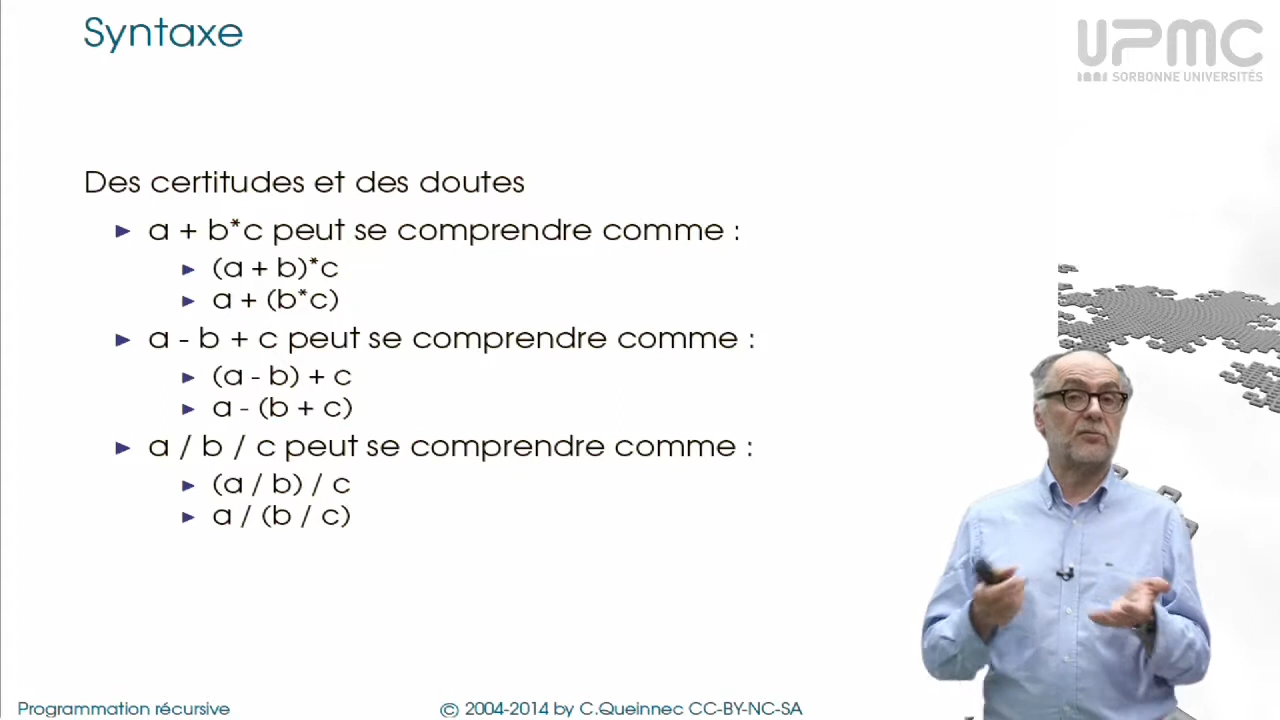 Syntaxe
UPMC
SORBONNE UNIVERSITÉS
Des certitudes et des doutes
a + b*c peut se comprendre comme :
(a + b)*c
a + (b*c)
a - b + c peut se comprendre comme :
(a - b) + c
a - (b + c)
a / b / c peut se comprendre comme :
(a / b) / c
a / (b / c)
Programmation récursive
© 2004-2014 by C.Queinnec CC-BY-NC-SA